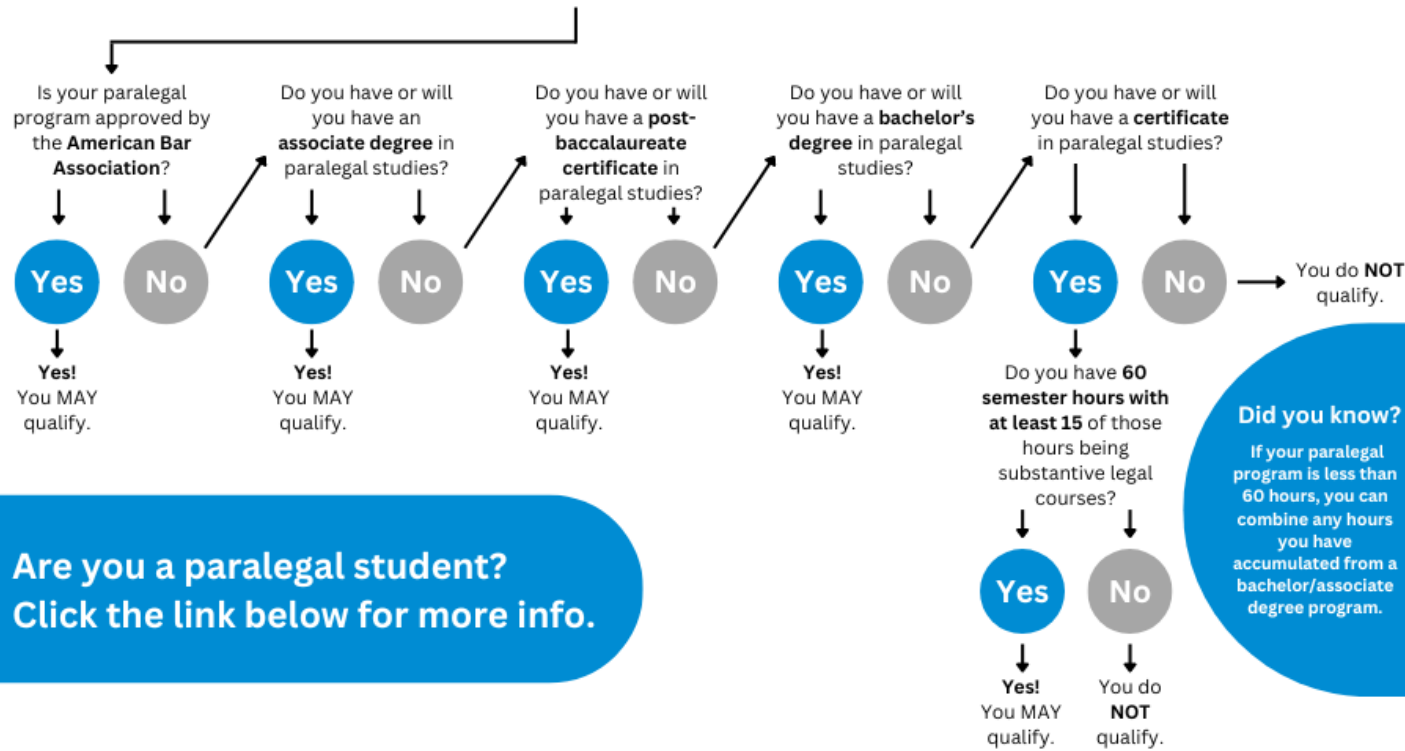 Is your paralegal
program approved by
the American Bar
Association?
Yes
No
Yes!
You MAY
qualify.
Do you have or will
you have an
associate degree in
paralegal studies?
Yes
No
Yes!
You MAY
qualify.
Do you have or will
you have a post-
baccalaureate
certificate in
paralegal studies?
Yes
No
Yes!
You MAY
qualify.
Do you have or will
you have a bachelor's
degree in paralegal
studies?
Yes
No
Yes!
You MAY
qualify.
Do you have or will
you have a certificate
in paralegal studies?
Yes
No
You do NOT
qualify.
Do you have 60
semester hours with
at least 15 of those
hours being
substantive legal
courses?
Yes
No
Yes!
You MAY
qualify.
You do
NOT
qualify.
Did you know?
If your paralegal
program is less than
60 hours, you can
combine any hours
you have
accumulated from a
bachelor/associate
degree program.
Are you a paralegal student?
Click the link below for more info.